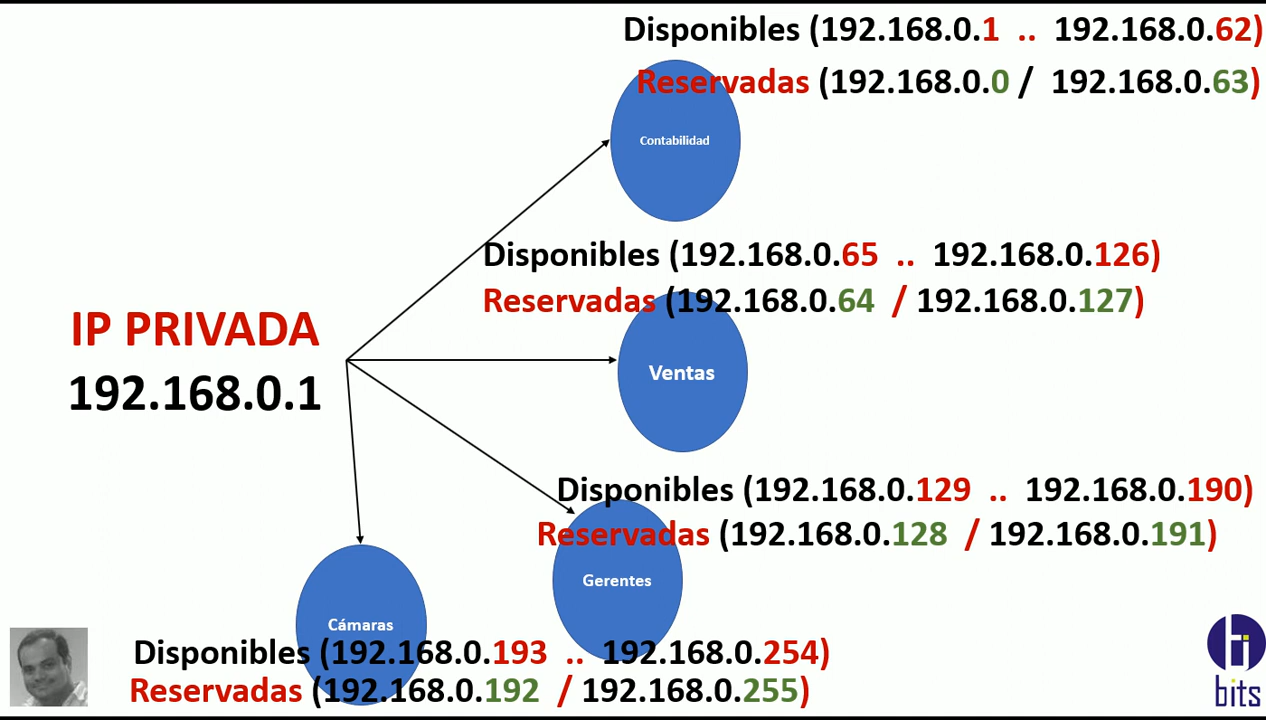 Disponibles (192.168.0.1 .. 192.168.0.62)
Reservadas (192.168.0.0 / 192.168.0.63)
Contabilidad
Disponibles (192.168.0.65 .. 192.168.0.126)
Reservadas (192.168.0.64 / 192.168.0.127)
IP PRIVADA
192.168.0.1
Ventas
Disponibles (192.168.0.129 .. 192.168.0.190)
Reservadas (192.168.0.128 / 192.168.0.191)
Gerentes
Cámaras
Disponibles (192.168.0.193 .. 192.168.0.254)
Reservadas (192.168.0.192 / 192.168.0.255)
hi
bits